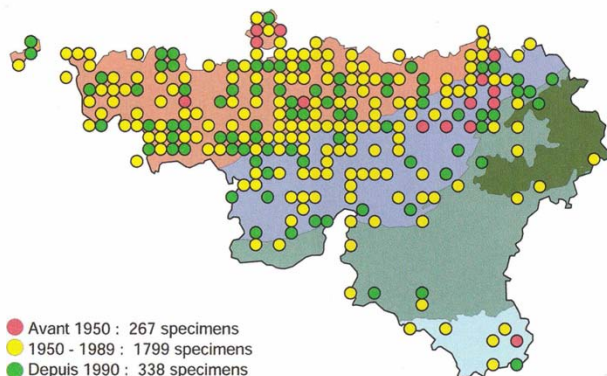 Avant 1950 : 267 specimens
1950 - 1989 : 1799 specimens
Depuis 1990 : 338 specimens